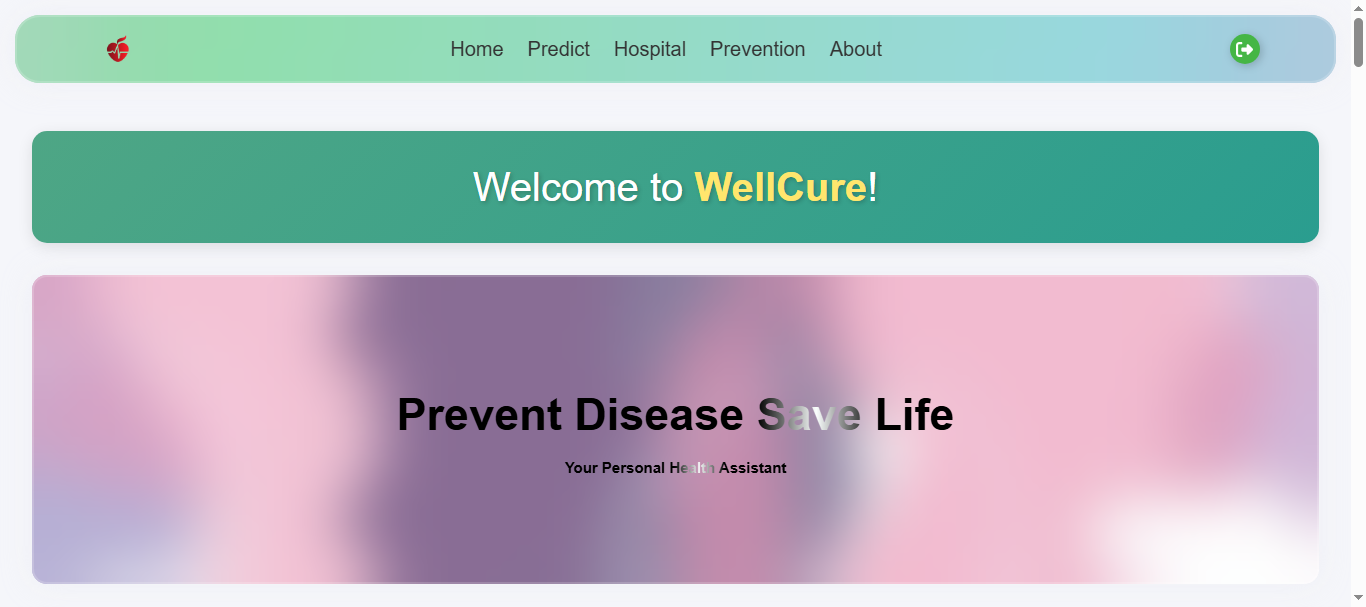 Home Predict Hospital Prevention About
Welcome to WellCure!
Prevent Disease Save Life
Your Personal Health Assistant